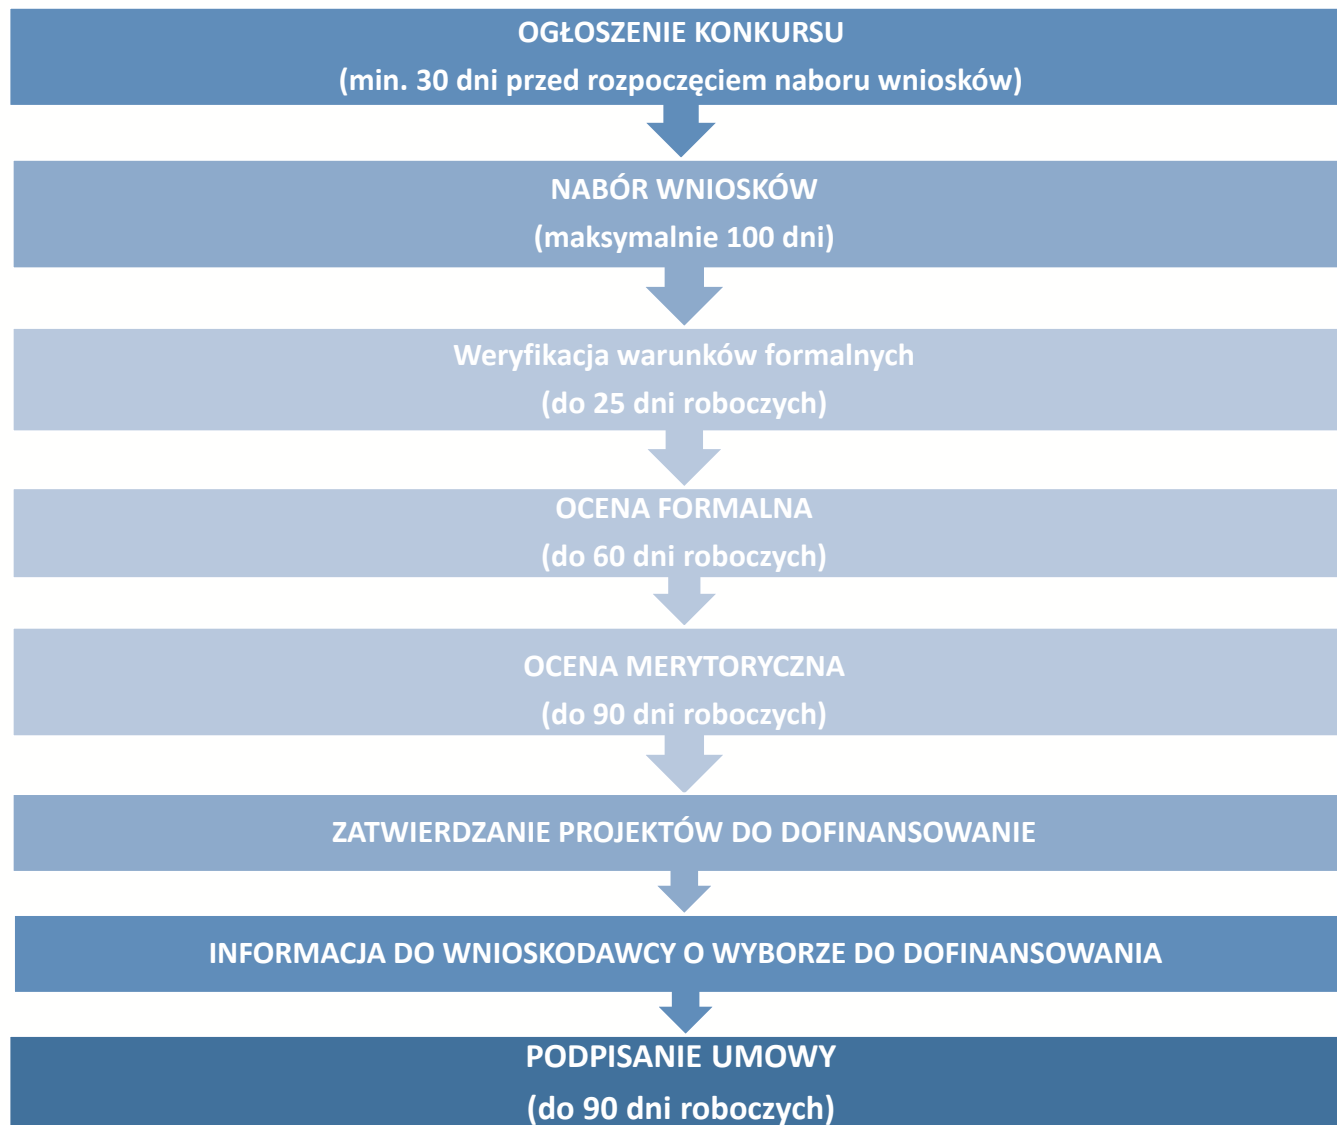 OGŁOSZENIE KONKURSU
(min. 30 dni przed rozpoczęciem naboru wniosków)
NABÓR WNIOSKÓW
(maksymalnie 100 dni)
Weryfikacja warunków formalnych
(do 25 dni roboczych)
OCENA FORMALNA
(do 60 dni roboczych)
OCENA MERYTORYCZNA
(do 90 dni roboczych)
ZATWIERDZANIE PROJEKTÓW DO DOFINANSOWANIE
INFORMACJA DO WNIOSKODAWCY O WYBORZE DO DOFINANSOWANIA
PODPISANIE UMOWY
(do 90 dni roboczych)